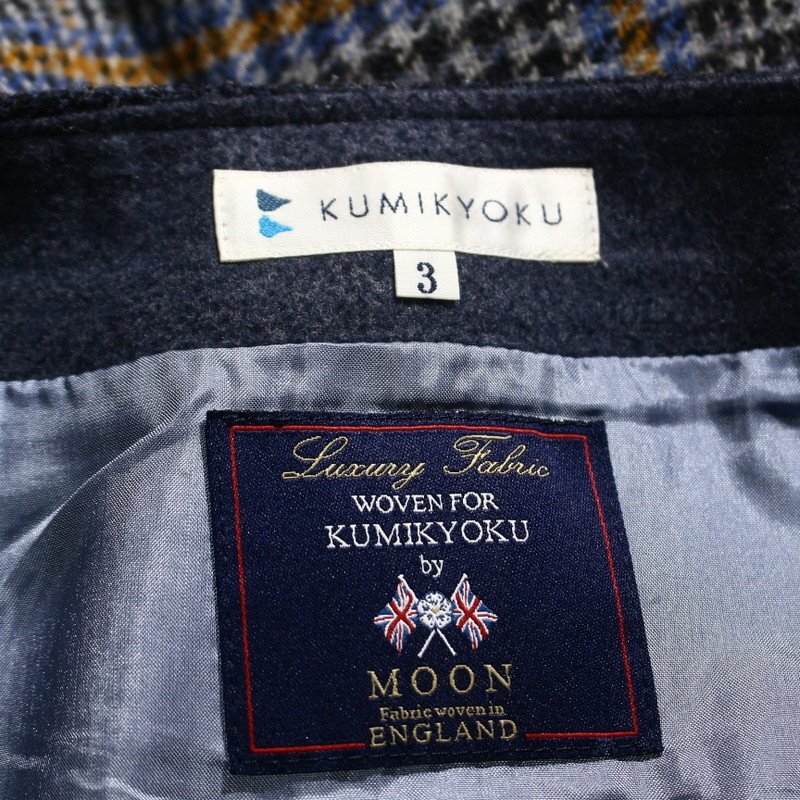 KUMIKYOKU
3
Luxury Fabric
WOVEN FOR
KUMIKYOKU
by
MOON
Fabric woven in
ENGLAND